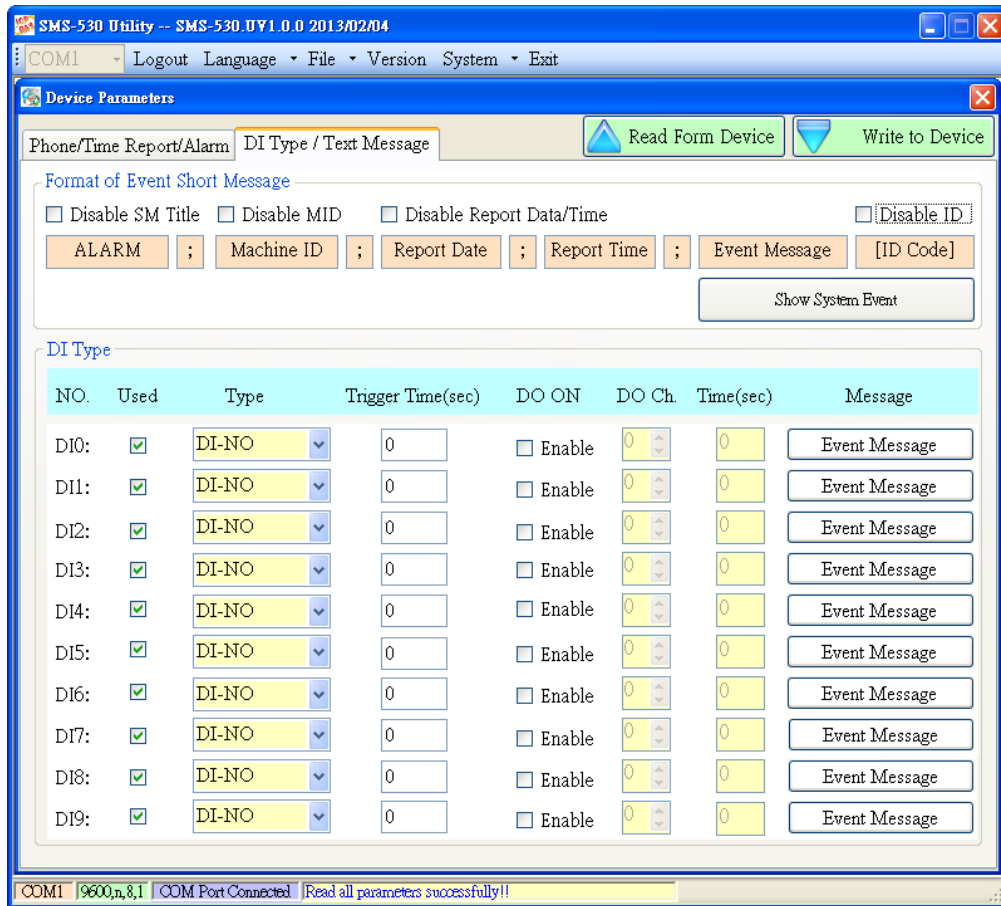 SMS-530 Utility -- SMS-530.UV1.0.0 2013/02/04
COM1 Logout Language File Version System Exit
Device Parameters
Phone/Time Report/Alarm DI Type / Text Message Read Form Device Write to Device
Format of Event Short Message
Disable SM Title Disable MID Disable Report Data/Time Disable ID
ALARM ; Machine ID ; Report Date ; Report Time ; Event Message [ID Code]
Show System Event
DI Type
NO. Used Type Trigger Time(sec) DO ON DO Ch. Time(sec) Message
DI0: DI-NO 0 Enable 0 0 Event Message
DI1: DI-NO 0 Enable 0 0 Event Message
DI2: DI-NO 0 Enable 0 0 Event Message
DI3: DI-NO 0 Enable 0 0 Event Message
DI4: DI-NO 0 Enable 0 0 Event Message
DI5: DI-NO 0 Enable 0 0 Event Message
DI6: DI-NO 0 Enable 0 0 Event Message
DI7: DI-NO 0 Enable 0 0 Event Message
DI8: DI-NO 0 Enable 0 0 Event Message
DI9: DI-NO 0 Enable 0 0 Event Message
COM1 9600,n,8,1 COM Port Connected Read all parameters successfully!!